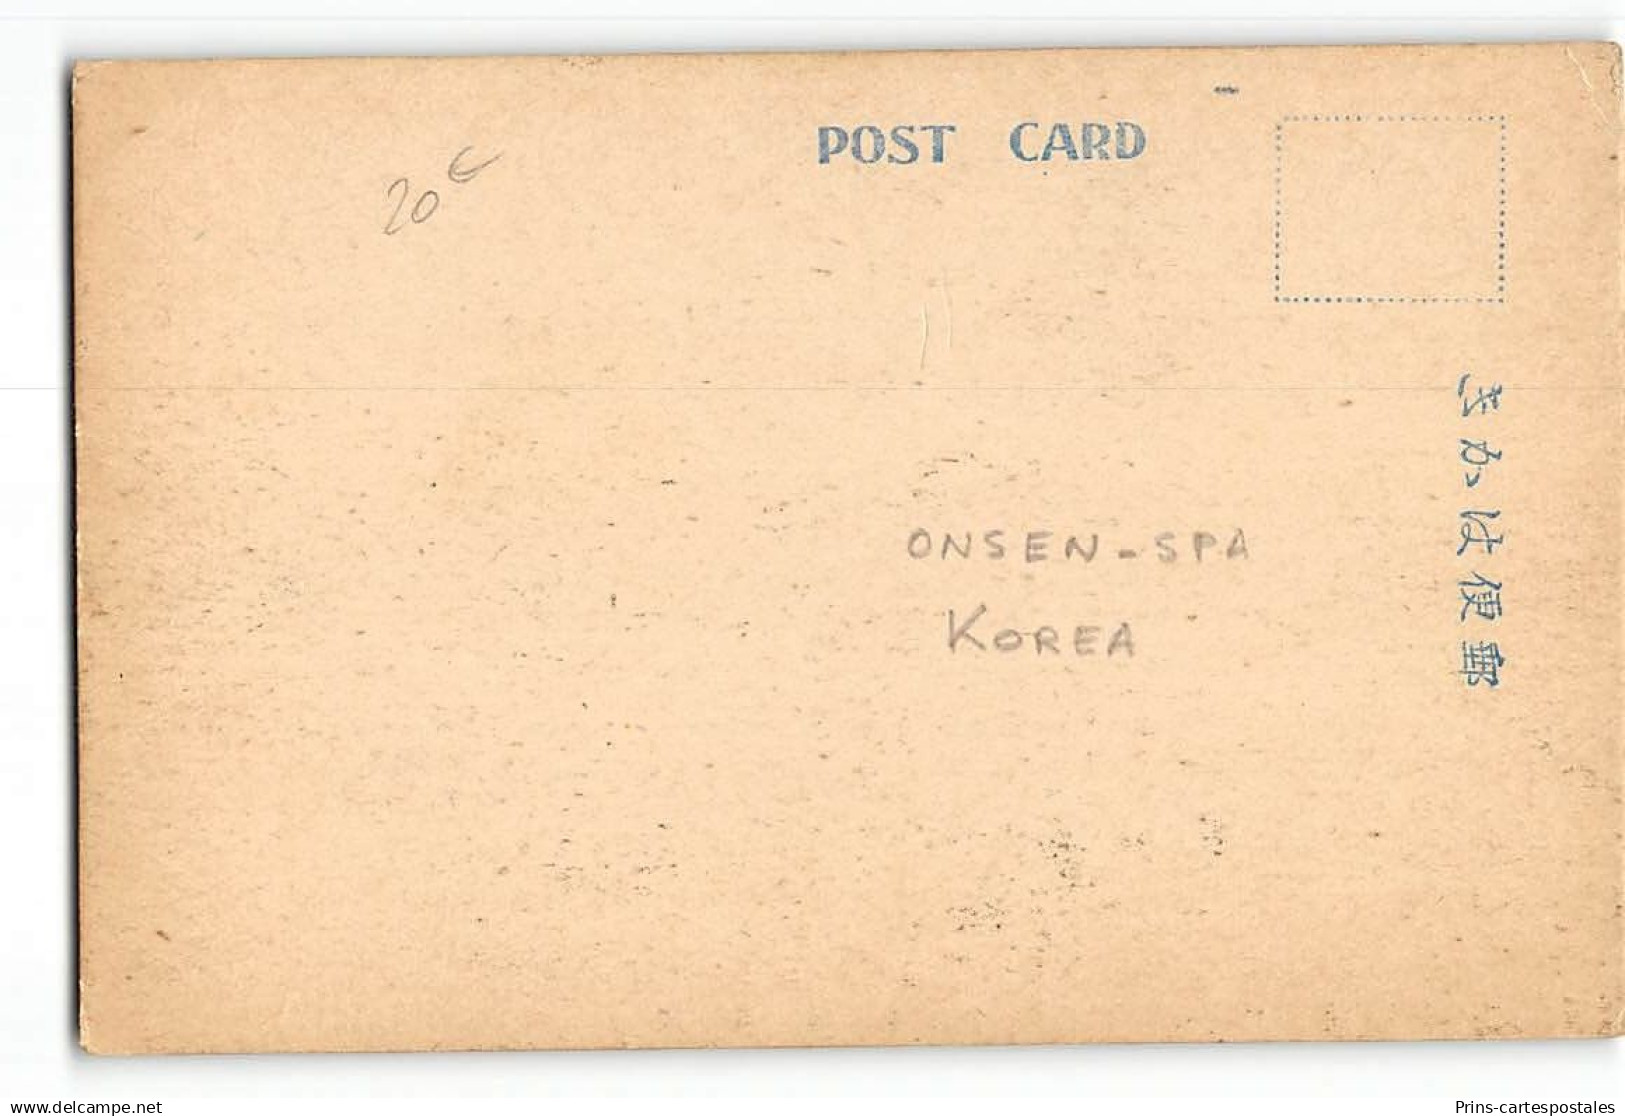 POST CARD
20€
きかは便郵
ONSEN-SPA
KOREA
www.delcampe.net
Prins-cartespostales